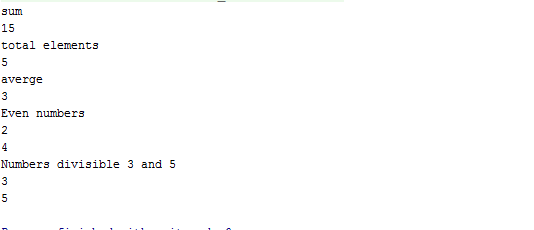 sum
15
total elements
5
averge
3
Even numbers
2
4
Numbers divisible 3 and 5
3
5